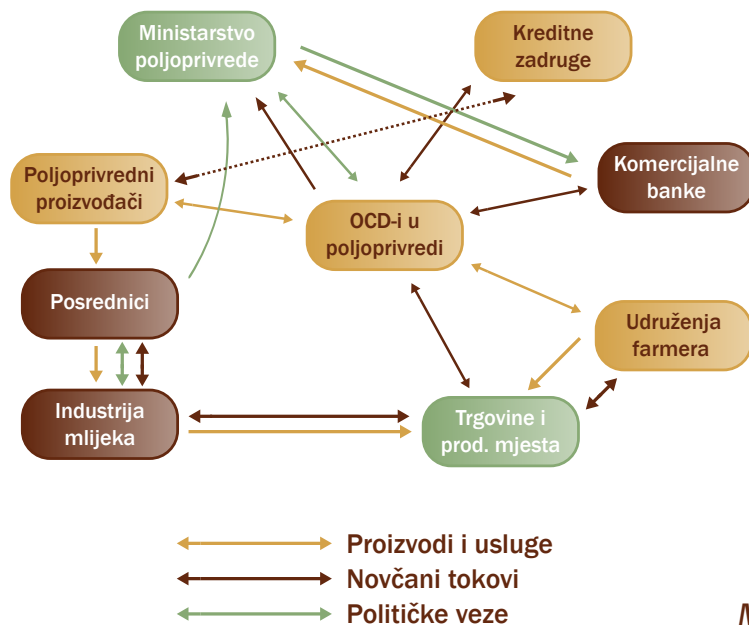 Ministarstvo
poljoprivrede
Kreditne
zadruge
Poljoprivredni
proizvođači
Komercijalne
banke
OCD-i u
poljoprivredi
Posrednici
Udruženja
farmera
Industrija
mlijeka
Trgovine i
prod. mjesta
Proizvodi i usluge
Novčani tokovi
Političke veze